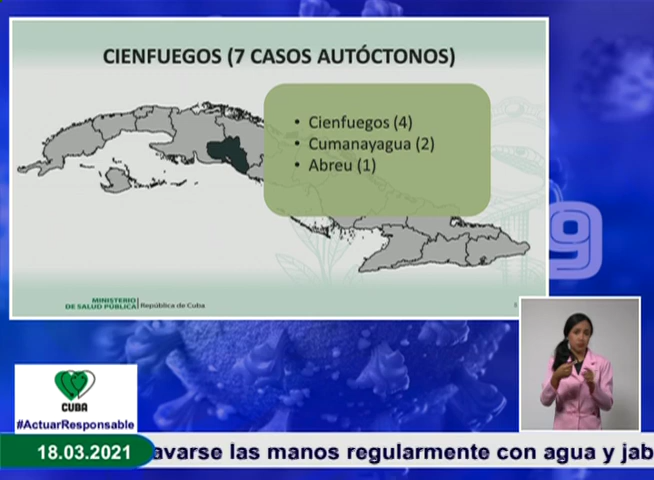 CIENFUEGOS (7 CASOS AUTÓCTONOS)
• Cienfuegos (4)
• Cumanayagua (2)
• Abreu (1)
9
MINISTERIO
DE SALUD PÚBLICA República de Cuba
CUBA
#ActuarResponsable
18.03.2021
avarse las manos regularmente con agua y jab